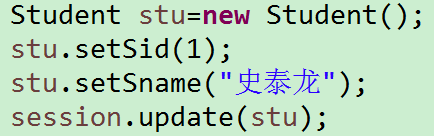 Student stu=new Student();
stu.setSid(1);
stu.setSname("史泰龙");
session.update(stu);